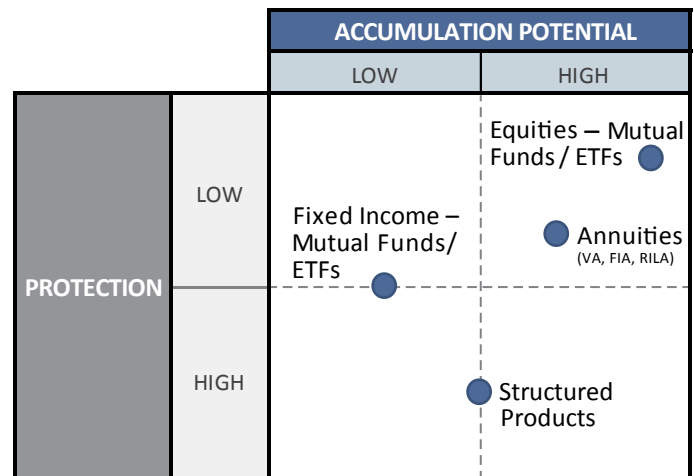 ACCUMULATION POTENTIAL
LOW HIGH
PROTECTION
LOW
HIGH
Equities – Mutual
Funds / ETFs
Fixed Income –
Mutual Funds/
ETFs
Annuities
(VA, FIA, RILA)
Structured
Products